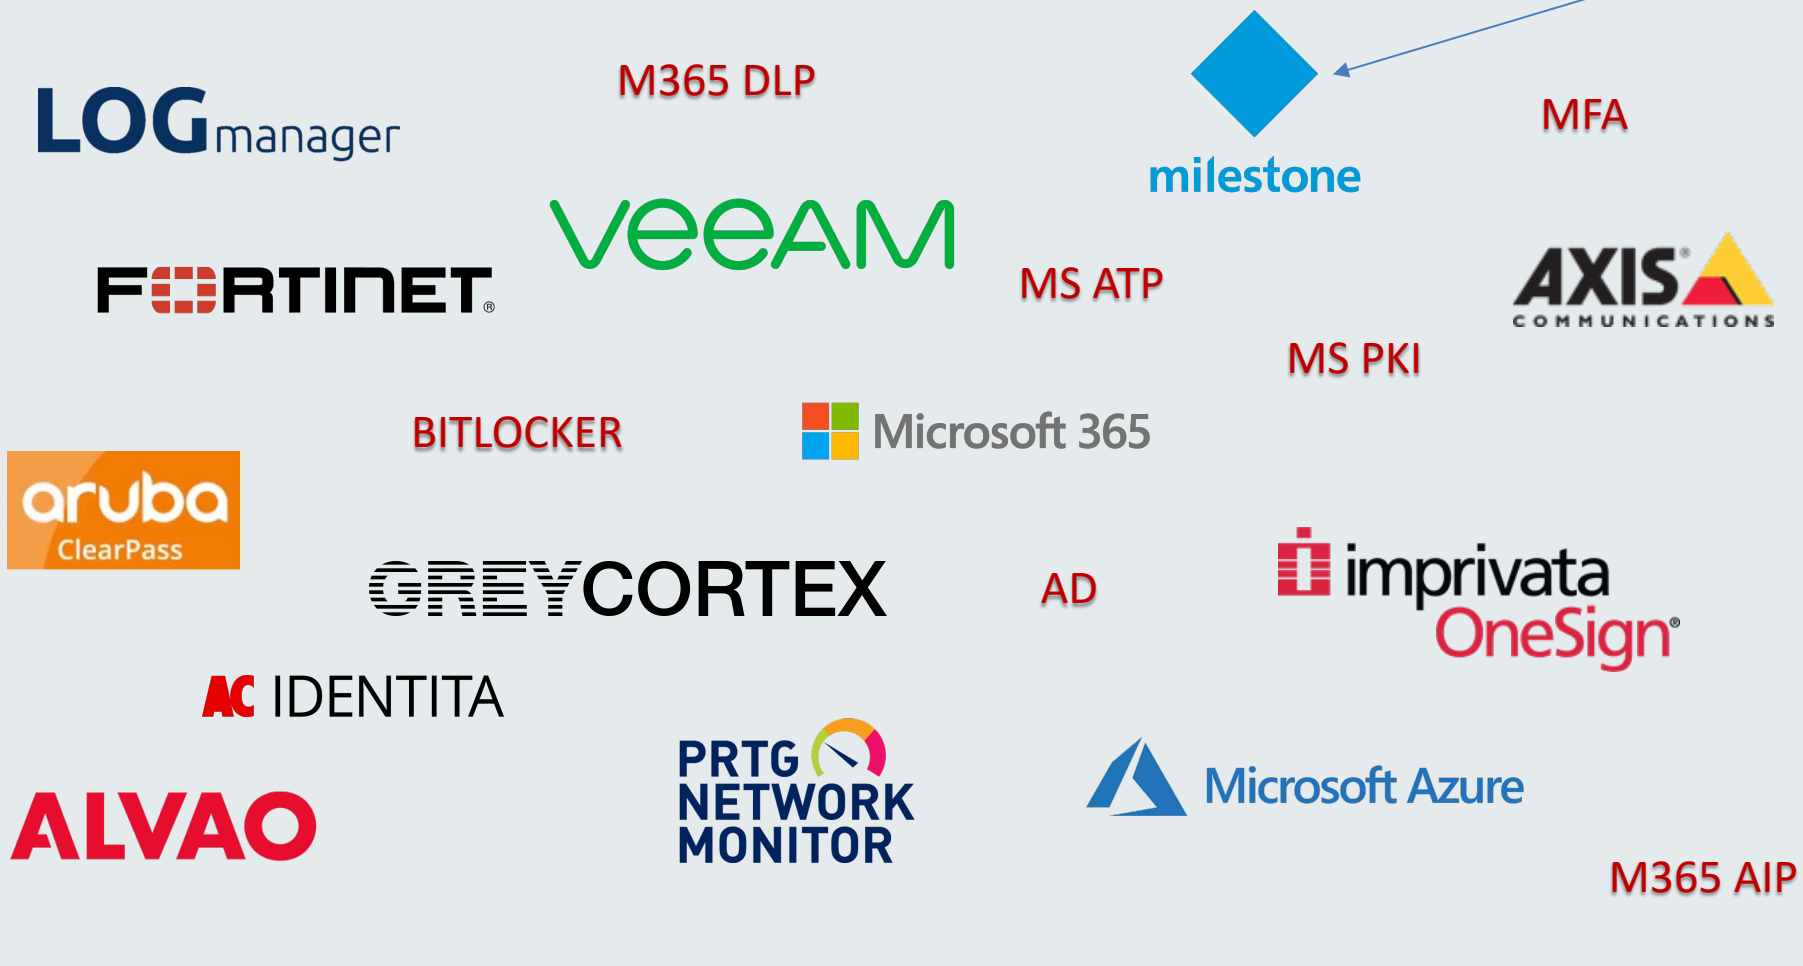 M365 DLP
LOGmanager
MFA
milestone
VEEAM
FORTINET®
MS ATP
AXIS®
COMMUNICATIONS
MS PKI
BITLOCKER
Microsoft 365
aruba
ClearPass
GREYCORTEX
AD
imprivata
OneSign®
AC IDENTITA
PRTG
NETWORK
MONITOR
Microsoft Azure
ALVAO
M365 AIP